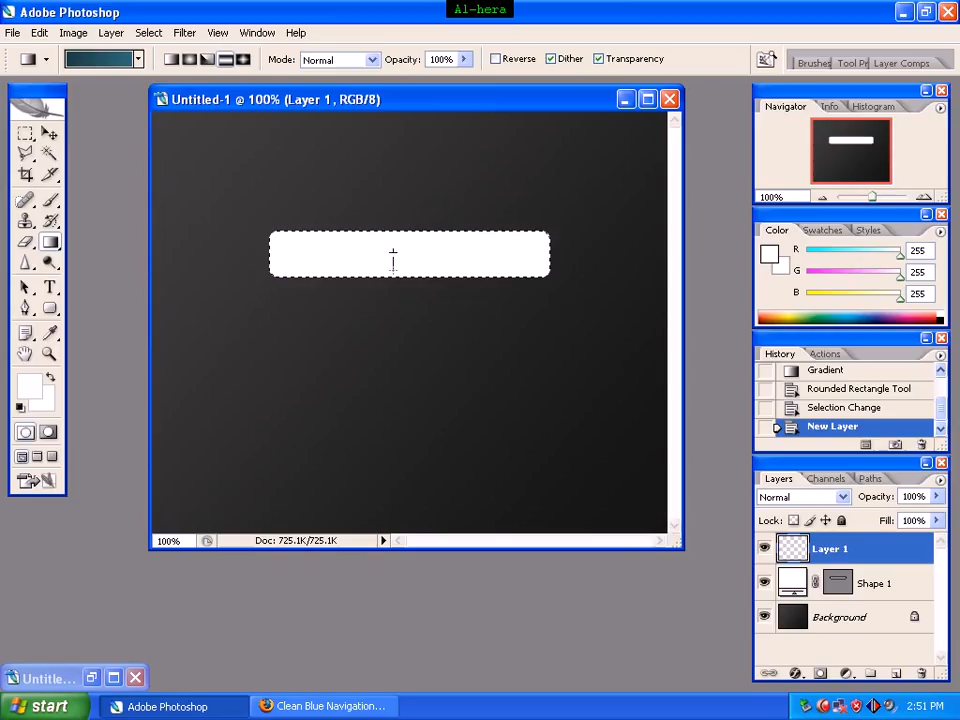 Al-hera
Adobe Photoshop
File Edit Image Layer Select Filter View Window Help
Mode: Normal Opacity: 100% Reverse Dither Transparency
Brushes Tool Pr Layer Comps
Untitled-1 @ 100% (Layer 1, RGB/8)
Navigator Info Histogram
100%
Color Swatches Styles
R 255
G 255
B 255
History Actions
Gradient
Rounded Rectangle Tool
Selection Change
New Layer
Layers Channels Paths
Normal Opacity: 100%
Lock: Fill: 100%
Layer 1
Shape 1
Background
100% Doc: 725.1K/725.1K
Untitle...
start Adobe Photoshop Clean Blue Navigation... 2:51 PM